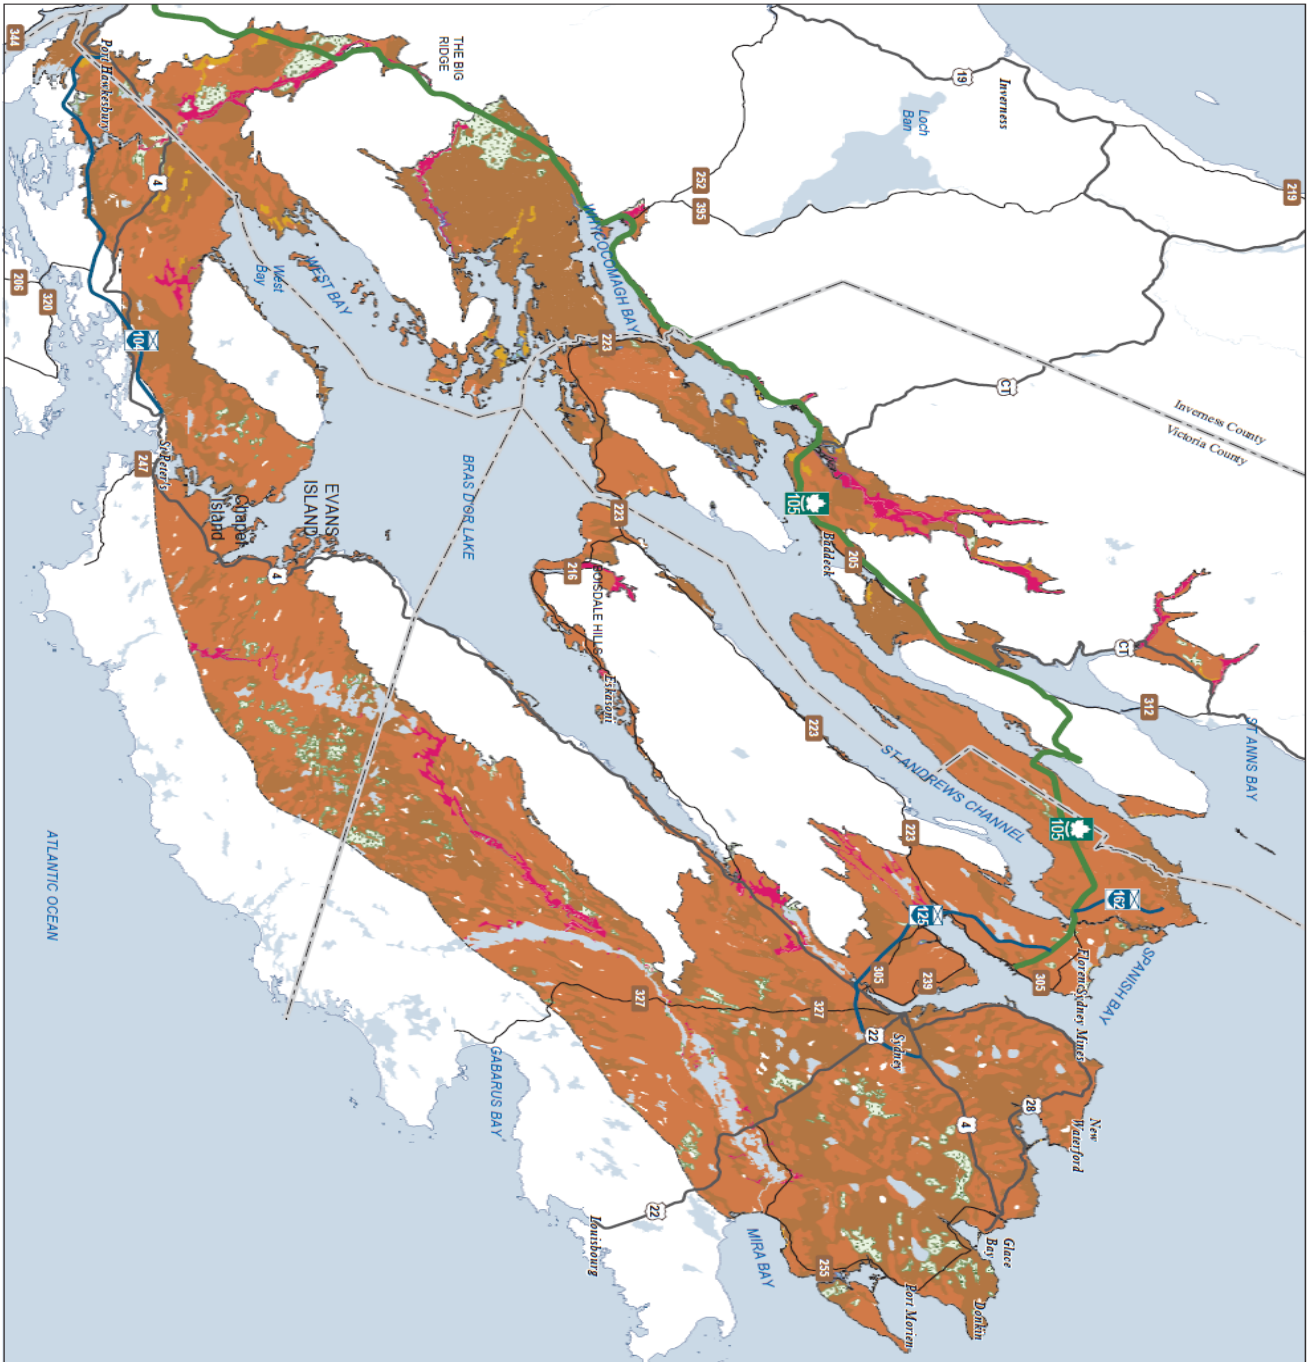 344
Port Hawkesbury
THE BIG
RIDGE
19
Inverness
Loch
Ban
219
252
395
4
WHYCOCOMAGH BAY
West
Bay
WEST BAY
206
320
104
223
CT
Inverness County
Victoria County
St Peter's
247
Chapel
Island
EVANS
ISLAND
BRAS D'OR LAKE
105
Baddeck
205
223
216
BOISDALE HILLS
4
Eskasoni
CT
312
ST ANNS BAY
223
ST ANDREWS CHANNEL
105
223
162
125
ATLANTIC OCEAN
305
239
305
Florence
Sydney Mines
SPANISH BAY
327
327
22
Sydney
28
New
Waterford
4
GABARUS BAY
22
Louisbourg
MIRA BAY
255
Glace
Bay
Port Morien
Donkin